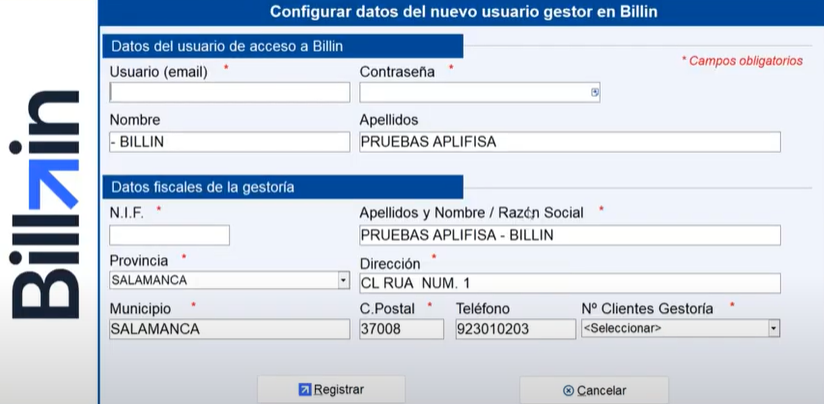 Configurar datos del nuevo usuario gestor en Billin
Datos del usuario de acceso a Billin
* Campos obligatorios
Usuario (email) * Contraseña *
Nombre Apellidos
- BILLIN PRUEBAS APLIFISA
Datos fiscales de la gestoría
N.I.F. * Apellidos y Nombre / Razón Social *
PRUEBAS APLIFISA - BILLIN
Provincia * Dirección *
SALAMANCA CL RUA NUM. 1
Municipio * C.Postal * Teléfono Nº Clientes Gestoría *
SALAMANCA 37008 923010203 <Seleccionar>
Registrar Cancelar
Billin